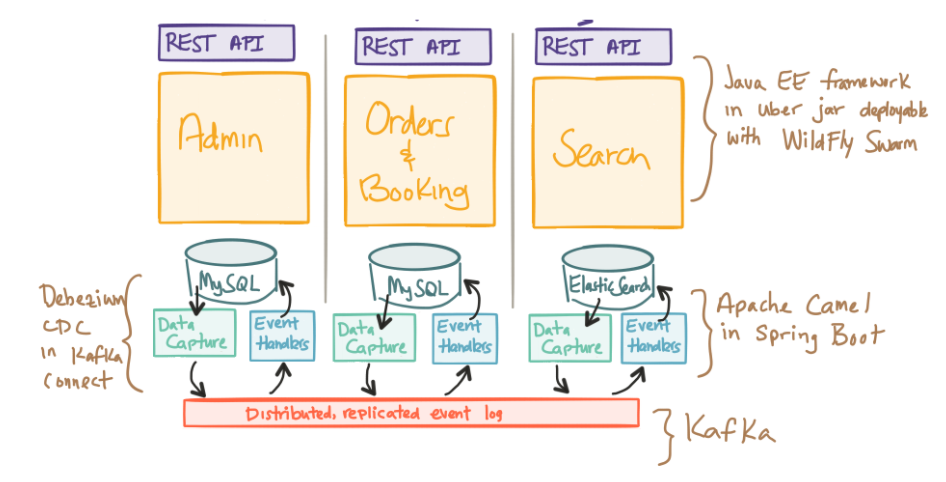 REST API
REST API
REST API
Admin
Orders
&
Booking
Search
Java EE framework
in uber jar deployable
with WildFly Swarm
MySQL
MySQL
Elastic Search
Debezium
CDC
in Kafka
Connect
Data
Capture
Event
Handlers
Data
Capture
Event
Handlers
Data
Capture
Event
Handlers
Apache Camel
in Spring Boot
Distributed, replicated event log
Kafka